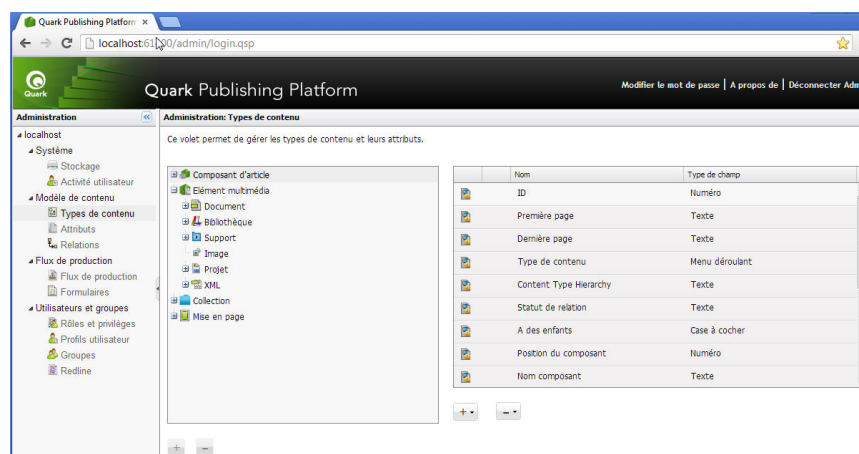 Quark Publishing Platform ×
localhost:61 00/admin/login.qsp
Quark
Quark Publishing Platform
Modifier le mot de passe | A propos de | Déconnecter Adm
Administration
Administration: Types de contenu
localhost
Système
Stockage
Activité utilisateur
Modèle de contenu
Types de contenu
Attributs
Relations
Flux de production
Flux de production
Formulaires
Utilisateurs et groupes
Rôles et privilèges
Profils utilisateur
Groupes
Redline
Ce volet permet de gérer les types de contenu et leurs attributs.
Composant d'article
Elément multimédia
Document
Bibliothèque
Support
Image
Projet
XML
Collection
Mise en page
Nom Type de champ
ID Numéro
Première page Texte
Dernière page Texte
Type de contenu Menu déroulant
Content Type Hierarchy Texte
Statut de relation Texte
A des enfants Case à cocher
Position du composant Numéro
Nom composant Texte